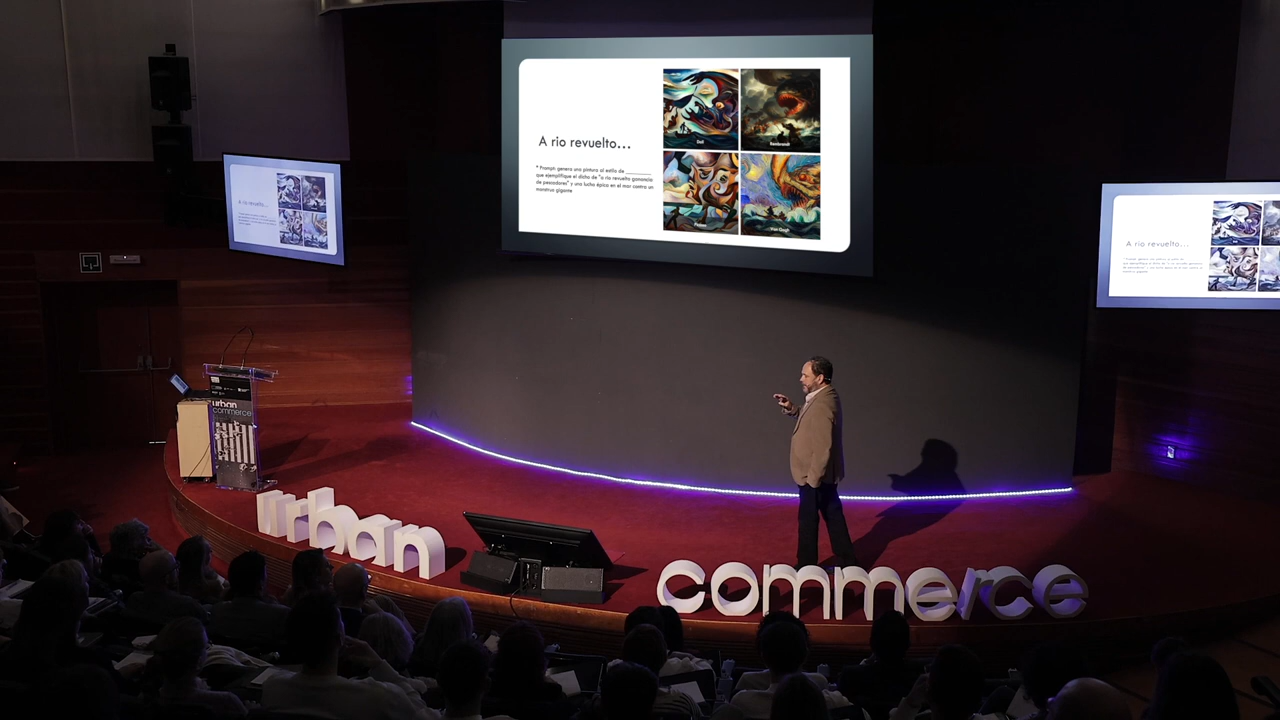 A rio revuelto...
* Prompt: genera una pintura al estilo de ________
que ejemplifique el dicho de "a rio revuelto ganancia
de pescadores" y una lucha épica en el mar contra un
monstruo gigante
Dalí
Rembrandt
Picasso
Van Gogh
A rio revuelto...
A rio revuelto...
urban
commerce
urban
commerce